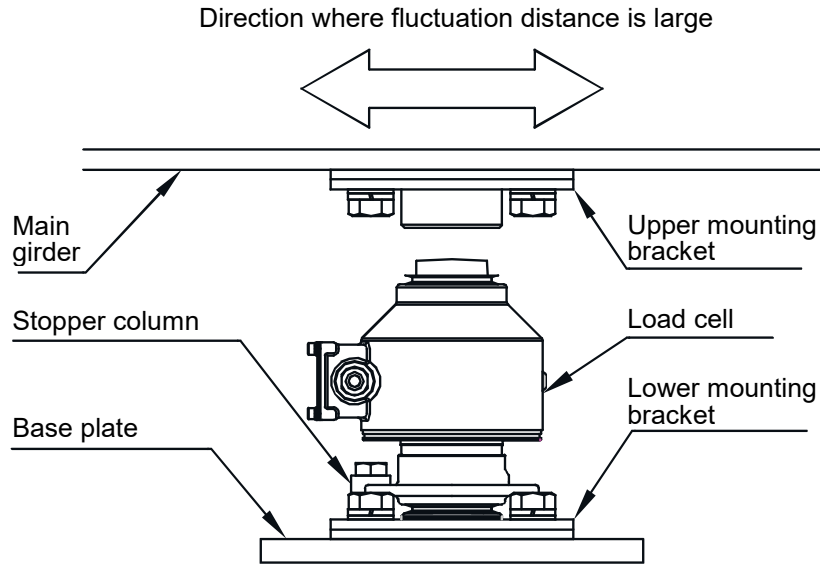 Direction where fluctuation distance is large
Main
girder
Upper mounting
bracket
Stopper column
Load cell
Base plate
Lower mounting
bracket